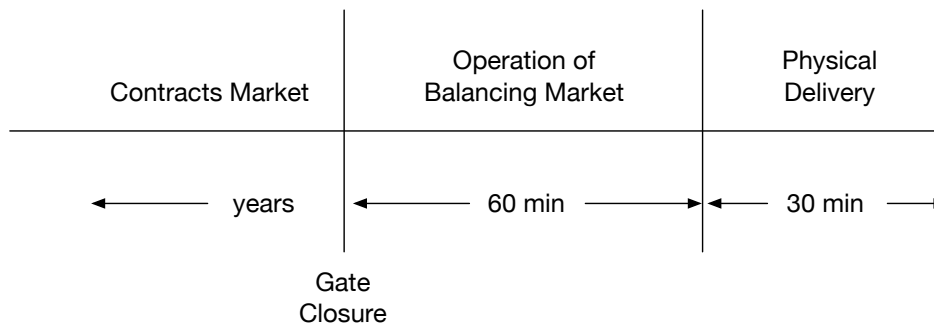 Contracts Market
Operation of
Balancing Market
Physical
Delivery
years
60 min
30 min
Gate
Closure